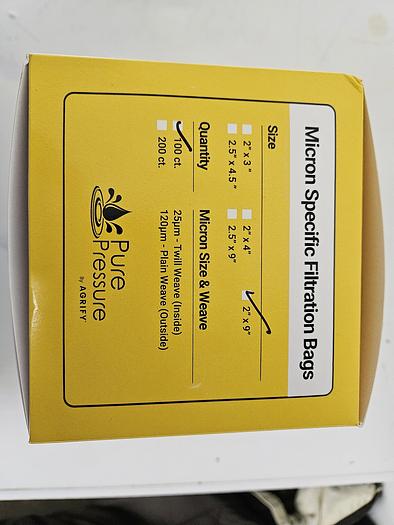 Micron Specific Filtration Bags
Size
2" x 3" 2" x 4" 2" x 9"
2.5" x 4.5" 2.5" x 9"
Quantity
100 ct.
200 ct.
Micron Size & Weave
25μm - Twill Weave (Inside)
120μm - Plain Weave (Outside)
Pure
Pressure
by AGRIFY